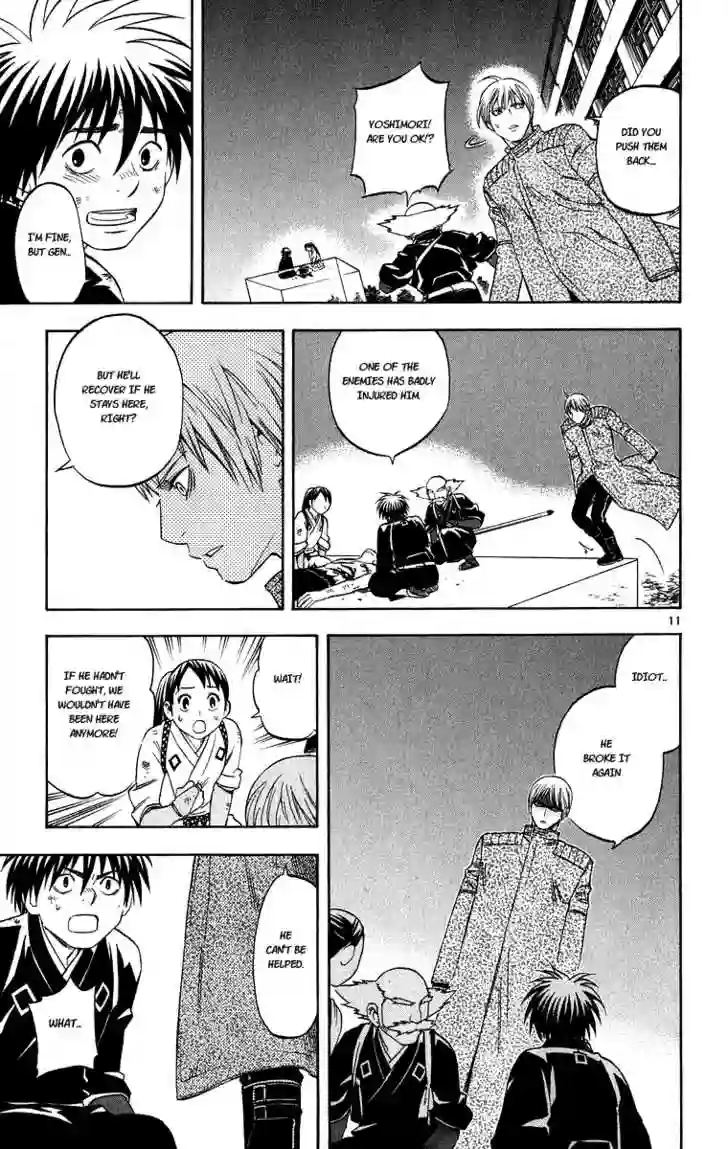 DID YOU
PUSH THEM
BACK...
YOSHIMORI!
ARE YOU OK!?
I'M FINE,
BUT GEN..
ONE OF THE
ENEMIES HAS BADLY
INJURED HIM.
BUT HE'LL
RECOVER IF HE
STAYS HERE,
RIGHT?
11
IDIOT..
HE
BROKE IT
AGAIN
WAIT!
IF HE HADN'T
FOUGHT, WE
WOULDN'T HAVE
BEEN HERE
ANYMORE!
HE
CAN'T BE
HELPED.
WHAT..